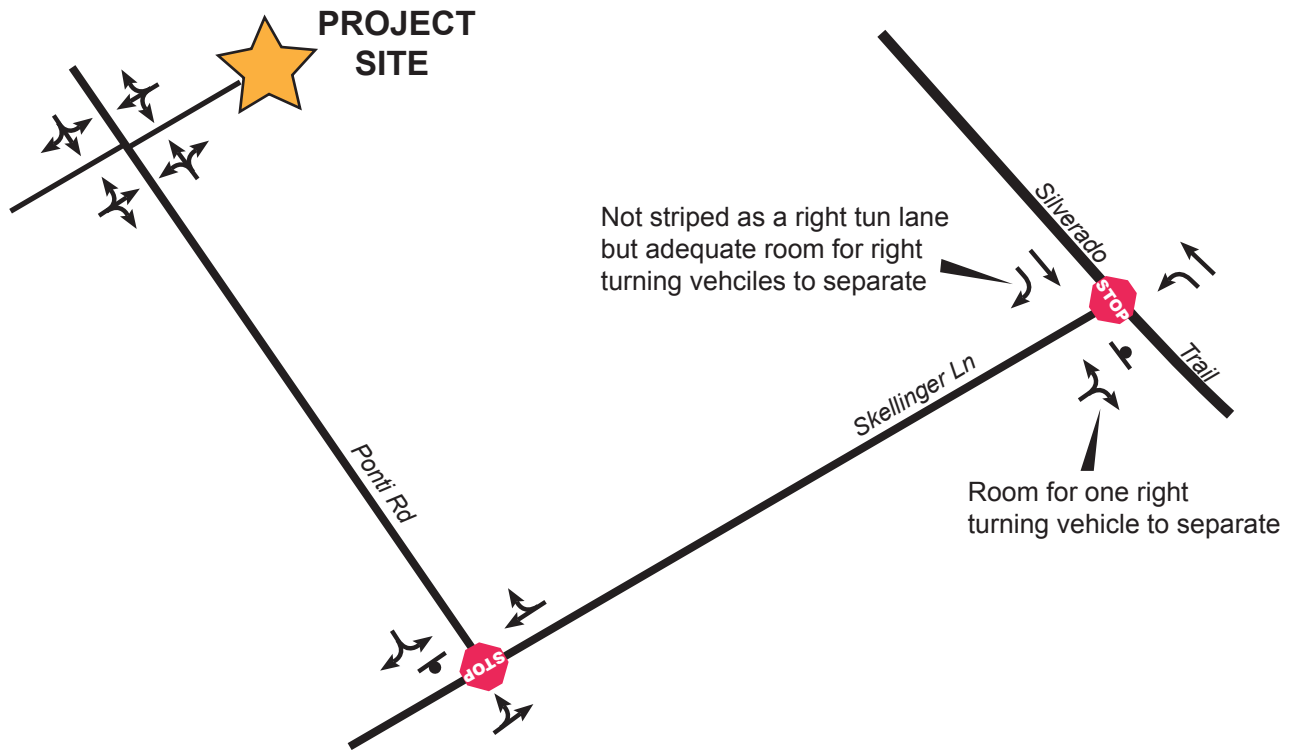 PROJECT
SITE
Silverado
Trail
Not striped as a right tun lane
but adequate room for right
turning vehciles to separate
STOP
Skellinger Ln
Room for one right
turning vehicle to separate
Ponti Rd
STOP